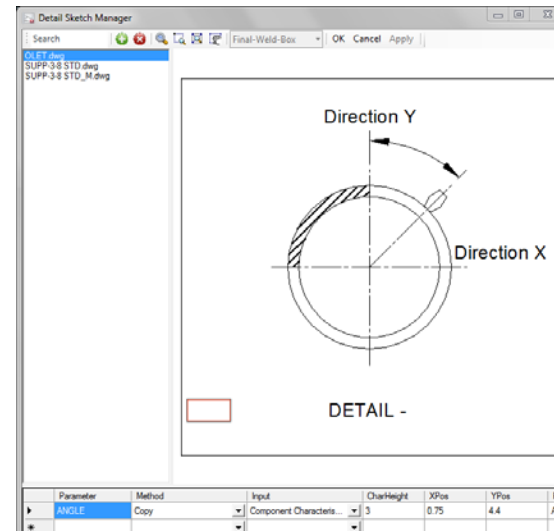 Detail Sketch Manager
Search Final-Weld-Box OK Cancel Apply
OLET.dwg
SUPP-3-8 STD.dwg
SUPP-3-8 STD_M.dwg
Direction Y
Direction X
DETAIL -
Parameter Method Input CharHeight XPos YPos
ANGLE Copy Component Characteris... 3 0.75 4.4